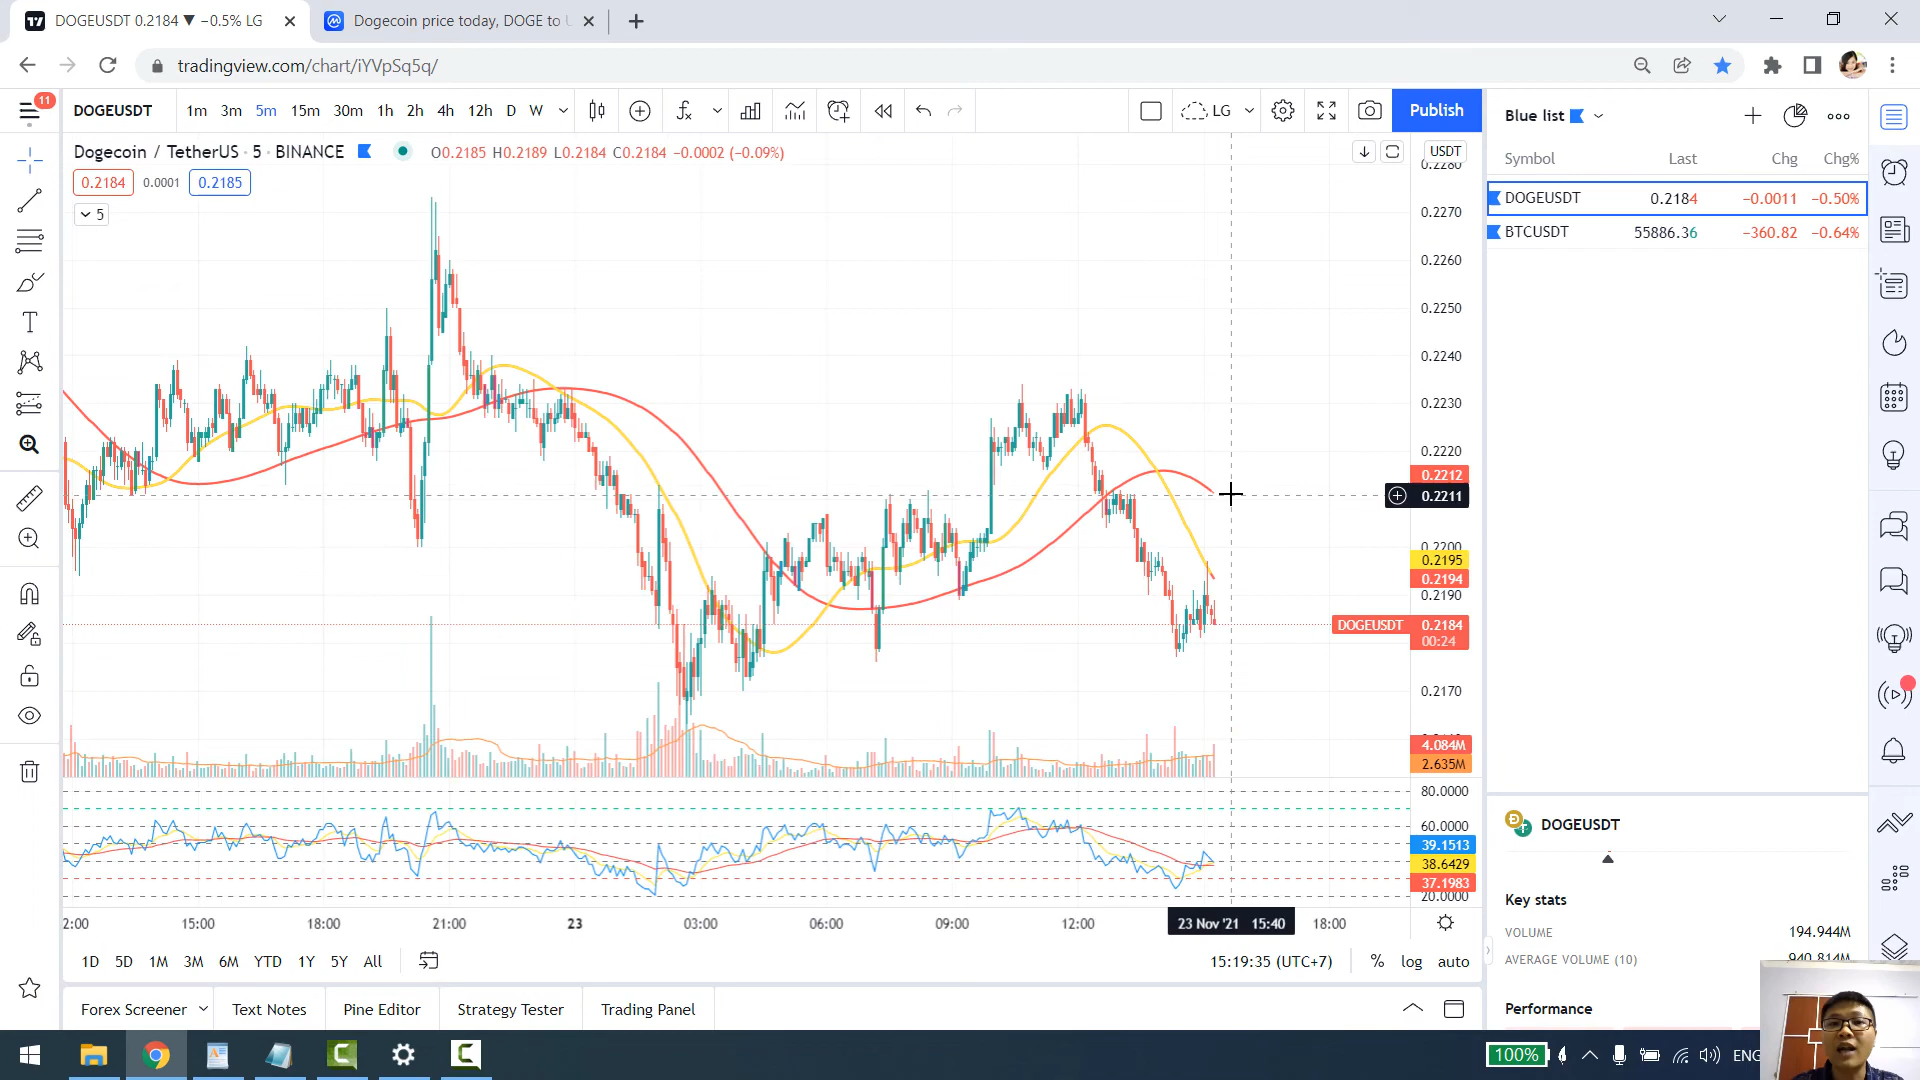 DOGEUSDT 0.2184 ▼ −0.5% LG
Dogecoin price today, DOGE to U
tradingview.com/chart/iYVpSq5q/
11
DOGEUSDT 1m 3m 5m 15m 30m 1h 2h 4h 12h D W LG Publish
Dogecoin / TetherUS · 5 · BINANCE O0.2185 H0.2189 L0.2184 C0.2184 −0.0002 (−0.09%)
0.2184 0.0001 0.2185
5
USDT
0.2280
0.2270
0.2260
0.2250
0.2240
0.2230
0.2220
0.2212
0.2211
0.2200
0.2195
0.2194
0.2190
DOGEUSDT 0.2184
00:24
0.2170
4.084M
2.635M
80.0000
60.0000
39.1513
38.6429
37.1983
20.0000
2:00 15:00 18:00 21:00 23 03:00 06:00 09:00 12:00 23 Nov '21 15:40 18:00
1D 5D 1M 3M 6M YTD 1Y 5Y All 15:19:35 (UTC+7) % log auto
Forex Screener Text Notes Pine Editor Strategy Tester Trading Panel
Blue list
Symbol Last Chg Chg%
DOGEUSDT 0.2184 −0.0011 −0.50%
BTCUSDT 55886.36 −360.82 −0.64%
DOGEUSDT
Key stats
VOLUME 194.944M
AVERAGE VOLUME (10) 940.814M
Performance
100% ENG